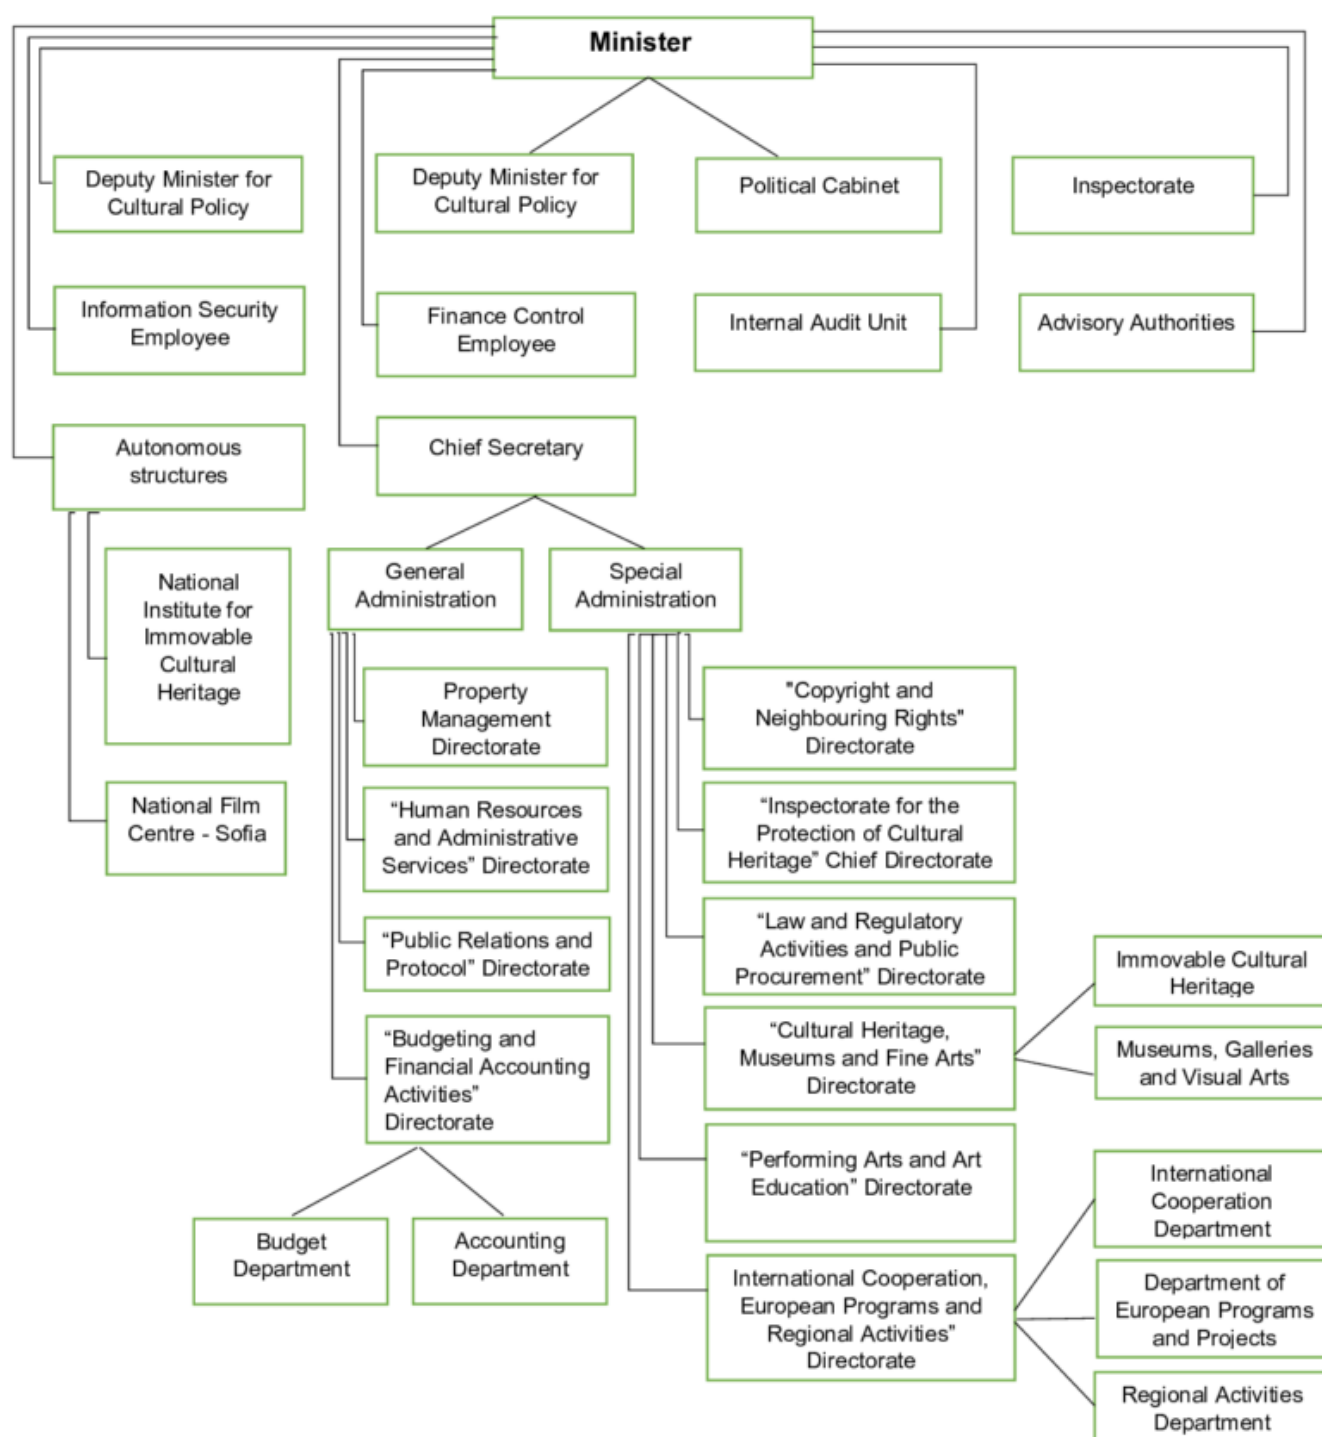 Minister
Deputy Minister for
Cultural Policy
Deputy Minister for
Cultural Policy
Political Cabinet
Inspectorate
Information Security
Employee
Finance Control
Employee
Internal Audit Unit
Advisory Authorities
Autonomous
structures
Chief Secretary
National
Institute for
Immovable
Cultural
Heritage
National Film
Centre - Sofia
General
Administration
Special
Administration
Property
Management
Directorate
“Human Resources
and Administrative
Services” Directorate
“Public Relations and
Protocol” Directorate
“Budgeting and
Financial Accounting
Activities”
Directorate
Budget
Department
Accounting
Department
"Copyright and
Neighbouring Rights"
Directorate
“Inspectorate for the
Protection of Cultural
Heritage” Chief Directorate
“Law and Regulatory
Activities and Public
Procurement” Directorate
“Cultural Heritage,
Museums and Fine Arts”
Directorate
Immovable Cultural
Heritage
Museums, Galleries
and Visual Arts
“Performing Arts and Art
Education” Directorate
International Cooperation,
European Programs and
Regional Activities”
Directorate
International
Cooperation
Department
Department of
European Programs
and Projects
Regional Activities
Department